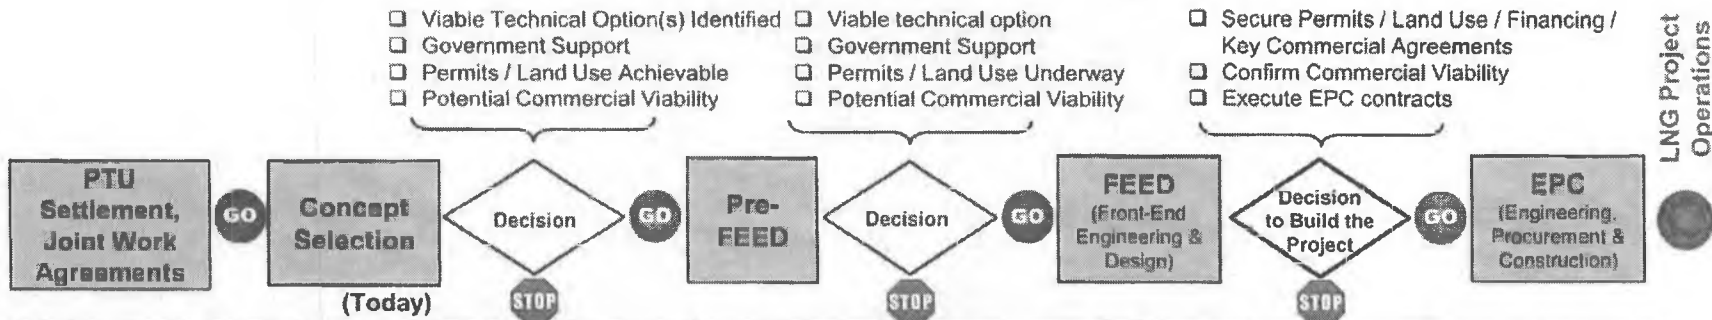 ❑ Viable Technical Option(s) Identified
❑ Government Support
❑ Permits / Land Use Achievable
❑ Potential Commercial Viability
❑ Viable technical option
❑ Government Support
❑ Permits / Land Use Underway
❑ Potential Commercial Viability
❑ Secure Permits / Land Use / Financing /
Key Commercial Agreements
❑ Confirm Commercial Viability
❑ Execute EPC contracts
PTU
Settlement,
Joint Work
Agreements
GO
Concept
Selection
(Today)
Decision
STOP
GO
Pre-
FEED
Decision
STOP
GO
FEED
(Front-End
Engineering &
Design)
Decision
to Build the
Project
STOP
GO
EPC
(Engineering,
Procurement &
Construction)
LNG Project
Operations